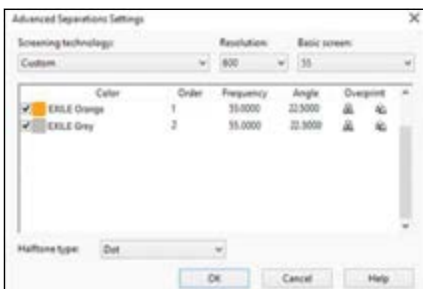 Advanced Separations Settings
Screening technology: Resolution: Basic screen:
Custom 600 55
Color Order Frequency Angle Overprint
EXILE Orange 1 55.0000 22.5000
EXILE Grey 2 55.0000 22.5000
Halftone type: Dot
OK Cancel Help